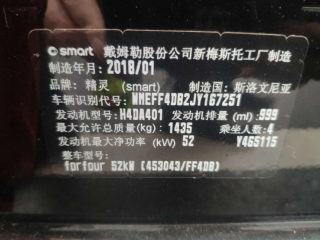 smart 戴姆勒股份公司新梅斯托工厂制造
制造年月: 2018/01
品牌: 精灵 (smart) 制造国: 斯洛文尼亚
车辆识别代号: WMEFF4DB2JY167251
发动机型号: H4DA401 发动机排量 (ml): 999
最大允许总质量(kg): 1435 乘坐人数: 4
发动机最大净功率 (kW) 52 Y465115
整车型号:
forfour 52kW (453043/FF4DB)